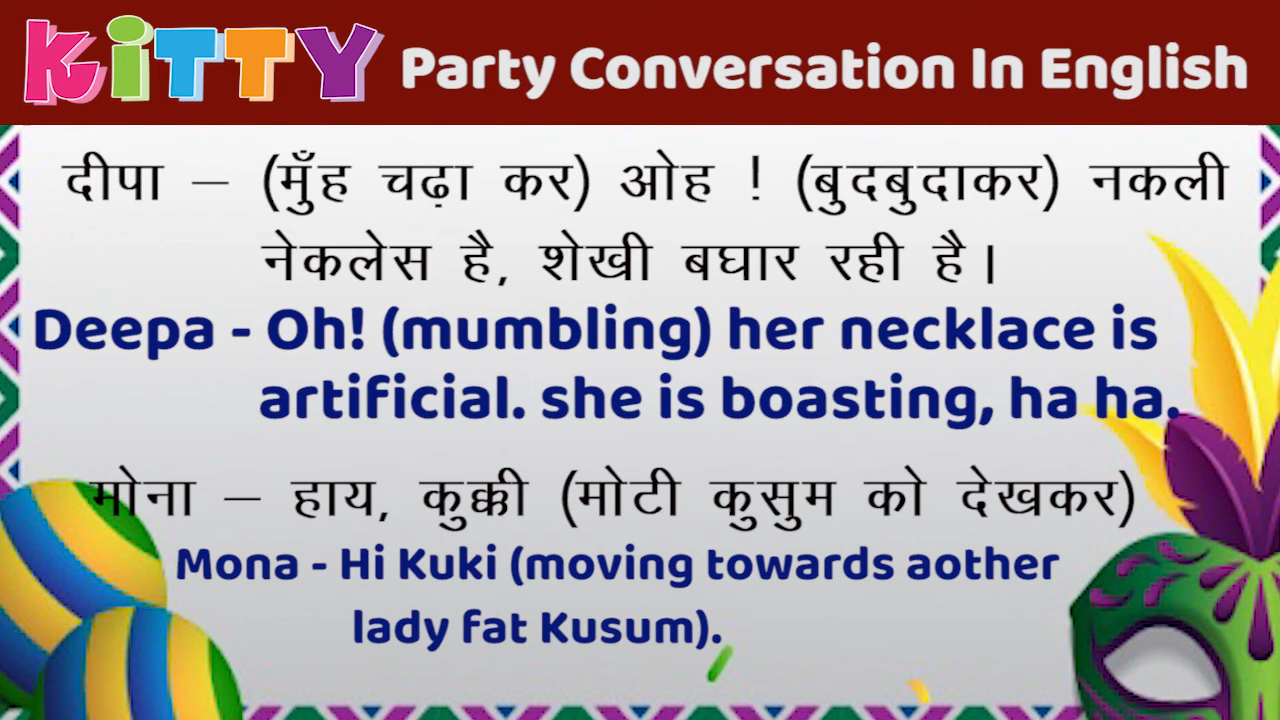 KiTTY Party Conversation In English
दीपा – (मुँह चढ़ा कर) ओह ! (बुदबुदाकर) नकली
नेकलेस है, शेखी बघार रही है।
Deepa - Oh! (mumbling) her necklace is
artificial. she is boasting, ha ha.
मोना – हाय, कुक्की (मोटी कुसुम को देखकर)
Mona - Hi Kuki (moving towards aother
lady fat Kusum).